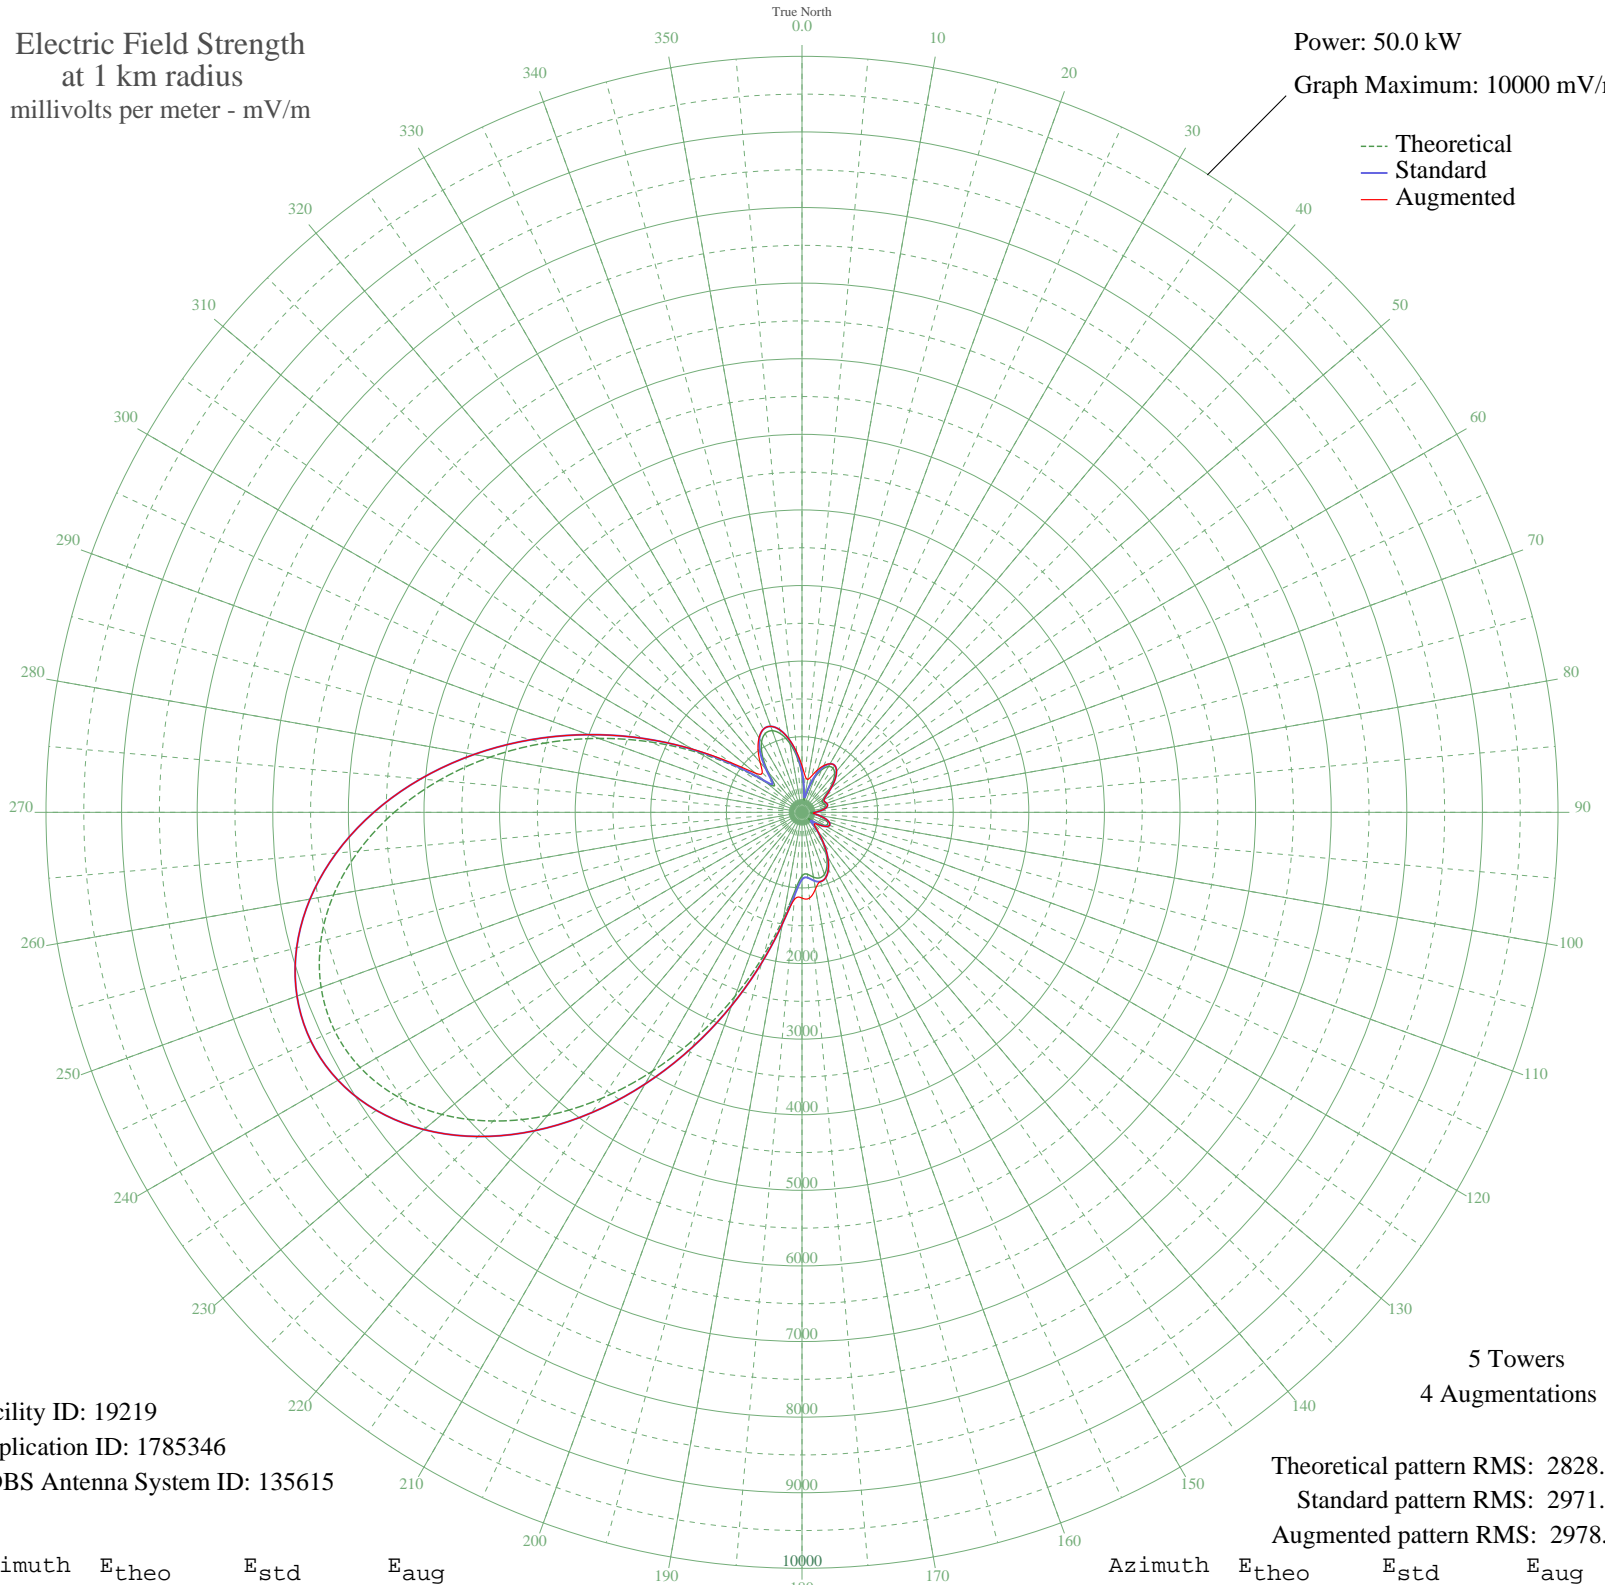 True North
0.0
Electric Field Strength
at 1 km radius
millivolts per meter - mV/m
Power: 50.0 kW
Graph Maximum: 10000 mV/
Theoretical
Standard
Augmented
10
20
30
40
50
60
70
80
90
100
110
120
130
140
150
160
170
190
200
210
220
230
240
250
260
270
280
290
300
310
320
330
340
350
2000
3000
4000
5000
6000
7000
8000
9000
10000
5 Towers
4 Augmentations
cility ID: 19219
plication ID: 1785346
DBS Antenna System ID: 135615
Theoretical pattern RMS: 2828.
Standard pattern RMS: 2971.
Augmented pattern RMS: 2978.
imuth Etheo Estd Eaug
Azimuth Etheo Estd Eaug